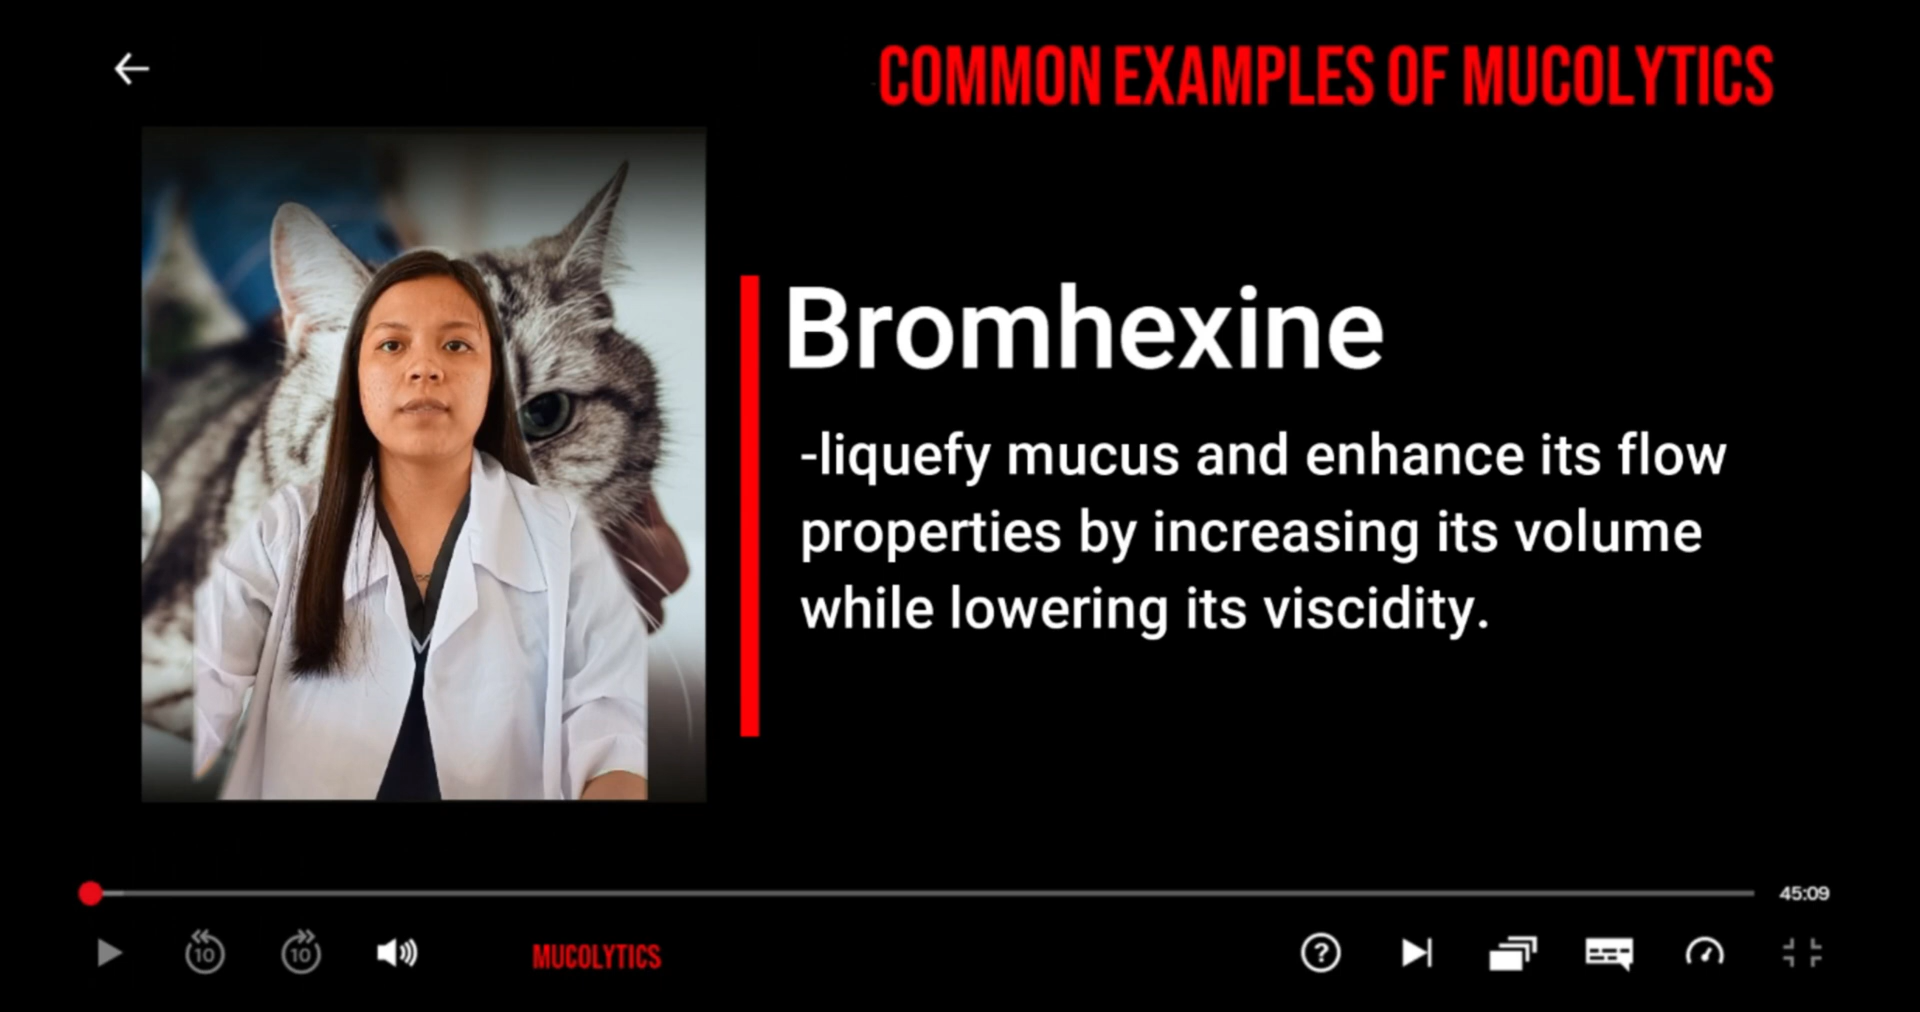 COMMON EXAMPLES OF MUCOLYTICS
Bromhexine
-liquefy mucus and enhance its flow
properties by increasing its volume
while lowering its viscidity.
45:09
10
10
MUCOLYTICS
?